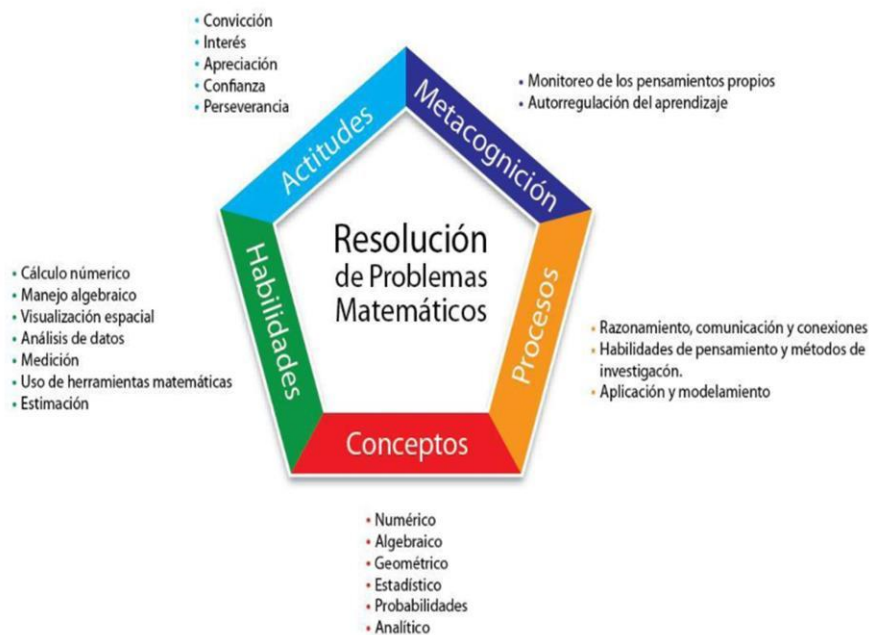 • Convicción
• Interés
• Apreciación
• Confianza
• Perseverancia
Actitudes
Metacognición
• Monitoreo de los pensamientos propios
• Autorregulación del aprendizaje
Resolución
de Problemas
Matemáticos
Habilidades
• Cálculo númerico
• Manejo algebraico
• Visualización espacial
• Análisis de datos
• Medición
• Uso de herramientas matemáticas
• Estimación
Procesos
• Razonamiento, comunicación y conexiones
• Habilidades de pensamiento y métodos de
investigacón.
• Aplicación y modelamiento
Conceptos
• Numérico
• Algebraico
• Geométrico
• Estadístico
• Probabilidades
• Analítico